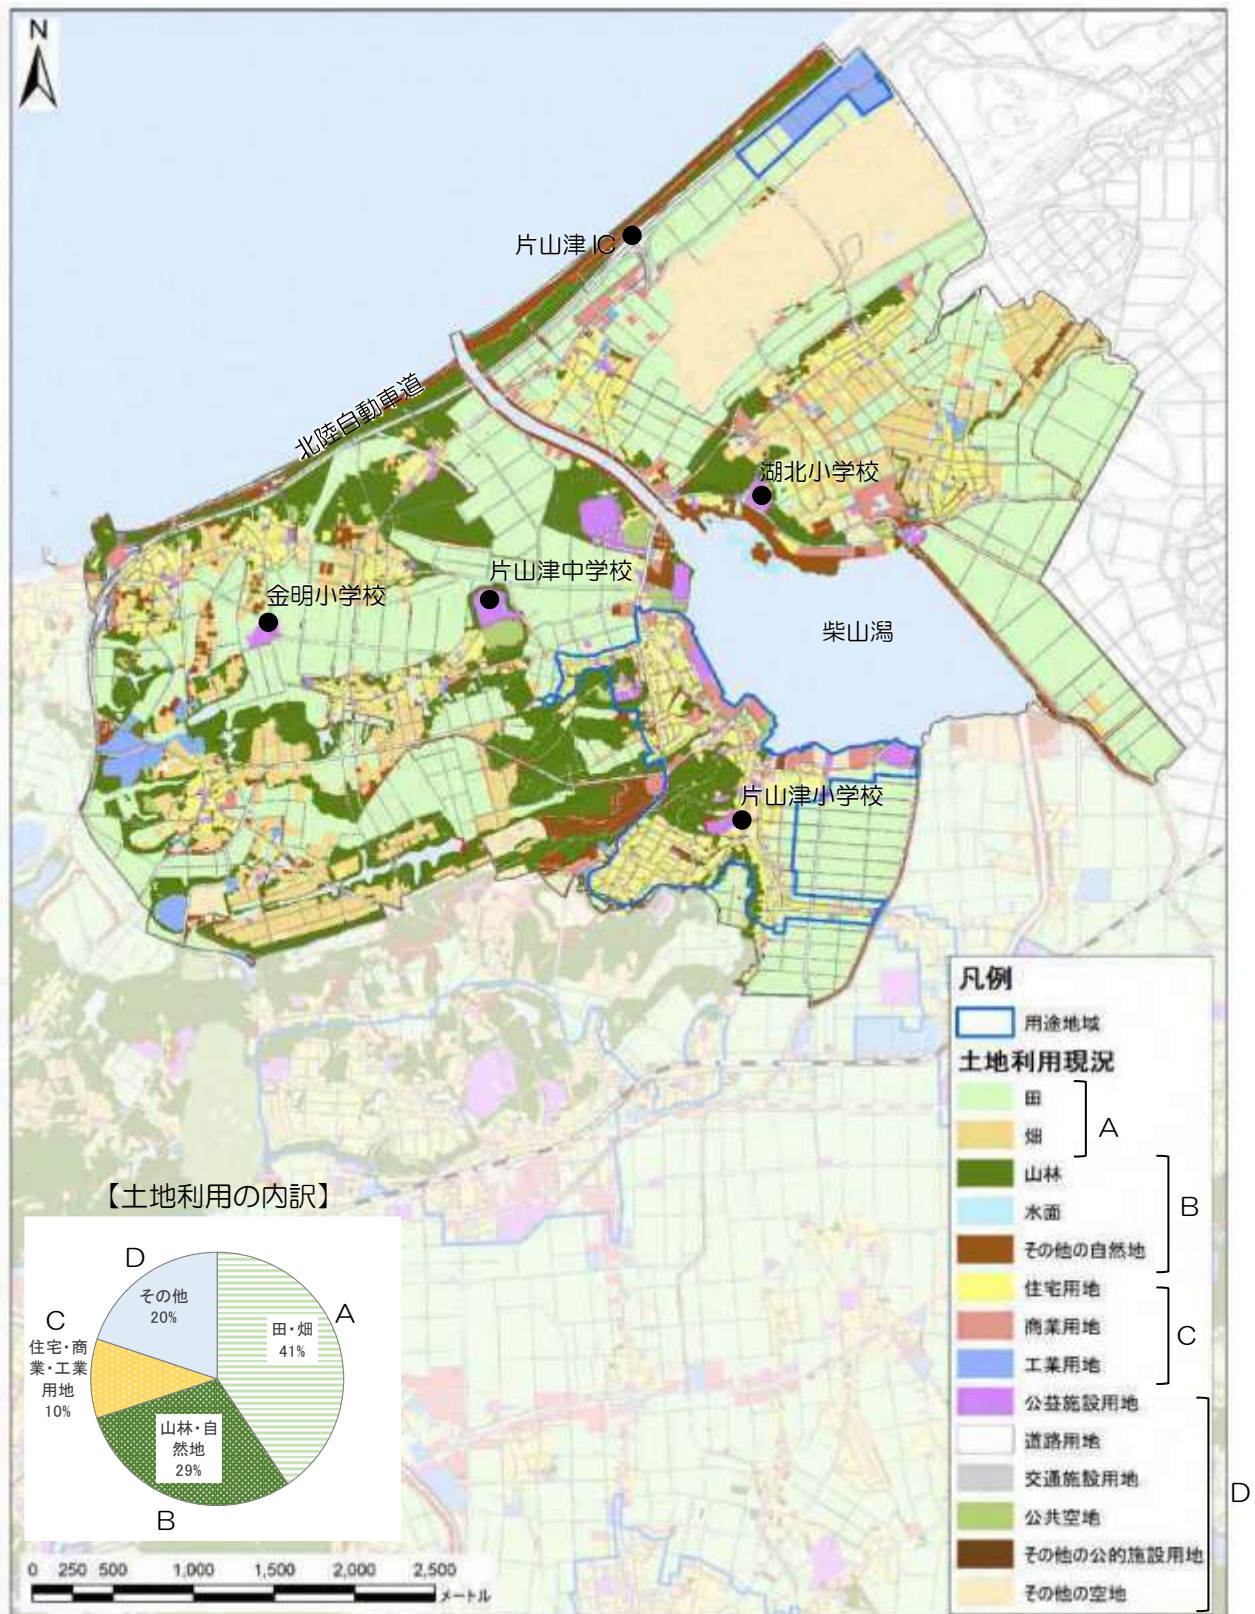 N
片山津 IC
北陸自動車道
湖北小学校
片山津中学校
金明小学校
柴山潟
片山津小学校
凡例
用途地域
土地利用現況
田
畑
A
山林
水面
その他の自然地
B
住宅用地
商業用地
工業用地
C
公益施設用地
道路用地
交通施設用地
公共空地
その他の公的施設用地
その他の空地
D
【土地利用の内訳】
D
その他
20%
A
田・畑
41%
C
住宅・商
業・工業
用地
10%
山林・自
然地
29%
B
0 250 500 1,000 1,500 2,000 2,500
メートル